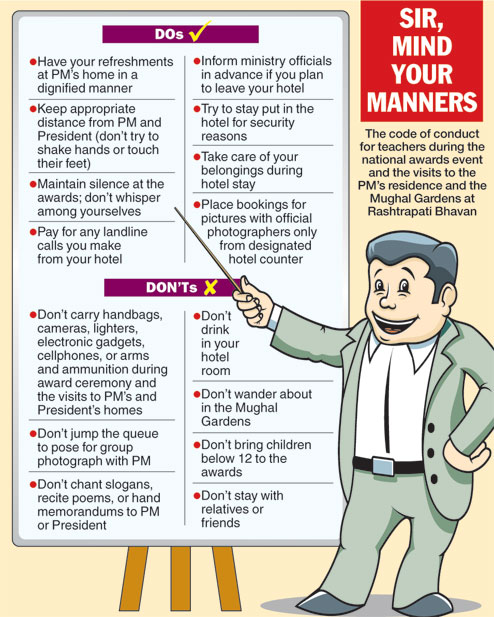 DOs
●Have your refreshments
at PM's home in a
dignified manner
●Keep appropriate
distance from PM and
President (don't try to
shake hands or touch
their feet)
●Maintain silence at the
awards; don't whisper
among yourselves
●Pay for any landline
calls you make
from your hotel
●Inform ministry officials
in advance if you plan
to leave your hotel
●Try to stay put in the
hotel for security
reasons
●Take care of your
belongings during
hotel stay
●Place bookings for
pictures with official
photographers only
from designated
hotel counter
DON'Ts
●Don't carry handbags,
cameras, lighters,
electronic gadgets,
cellphones, or arms
and ammunition during
award ceremony and
the visits to PM's and
President's homes
●Don't jump the queue
to pose for group
photograph with PM
●Don't chant slogans,
recite poems, or hand
memorandums to PM
or President
●Don't
drink
in your
hotel
room
●Don't wander about
in the Mughal
Gardens
●Don't bring children
below 12 to the
awards
●Don't stay with
relatives or
friends
SIR,
MIND
YOUR
MANNERS
The code of conduct
for teachers during the
national awards event
and the visits to the
PM's residence and the
Mughal Gardens at
Rashtrapati Bhavan